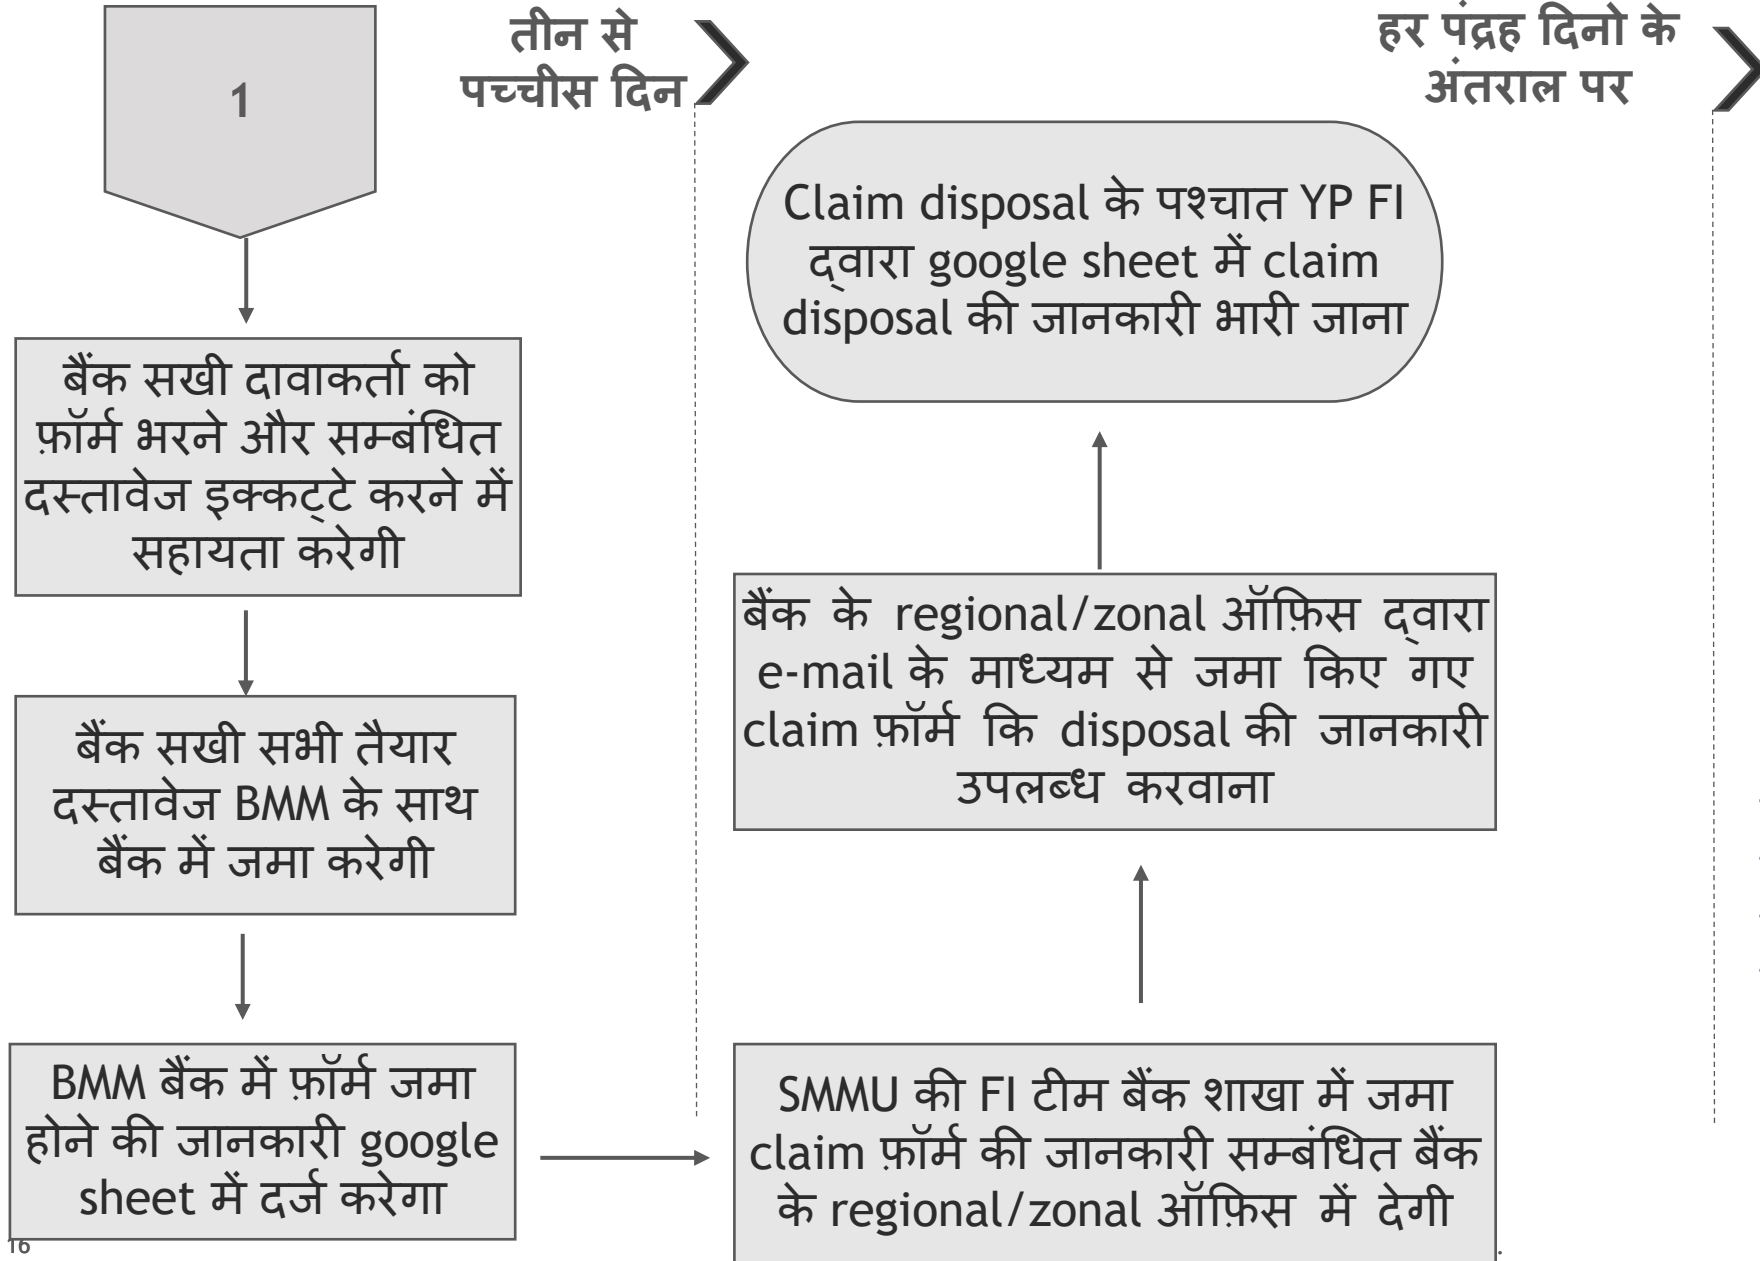 1
तीन से
पच्चीस दिन
हर पंद्रह दिनो के
अंतराल पर
बैंक सखी दावाकर्ता को
फ़ॉर्म भरने और सम्बंधित
दस्तावेज इक्कट्टे करने में
सहायता करेगी
बैंक सखी सभी तैयार
दस्तावेज BMM के साथ
बैंक में जमा करेगी
BMM बैंक में फ़ॉर्म जमा
होने की जानकारी google
sheet में दर्ज करेगा
SMMU की FI टीम बैंक शाखा में जमा
claim फ़ॉर्म की जानकारी सम्बंधित बैंक
के regional/zonal ऑफ़िस में देगी
बैंक के regional/zonal ऑफ़िस द्वारा
e-mail के माध्यम से जमा किए गए
claim फ़ॉर्म कि disposal की जानकारी
उपलब्ध करवाना
Claim disposal के पश्चात YP FI
द्वारा google sheet में claim
disposal की जानकारी भारी जाना
16